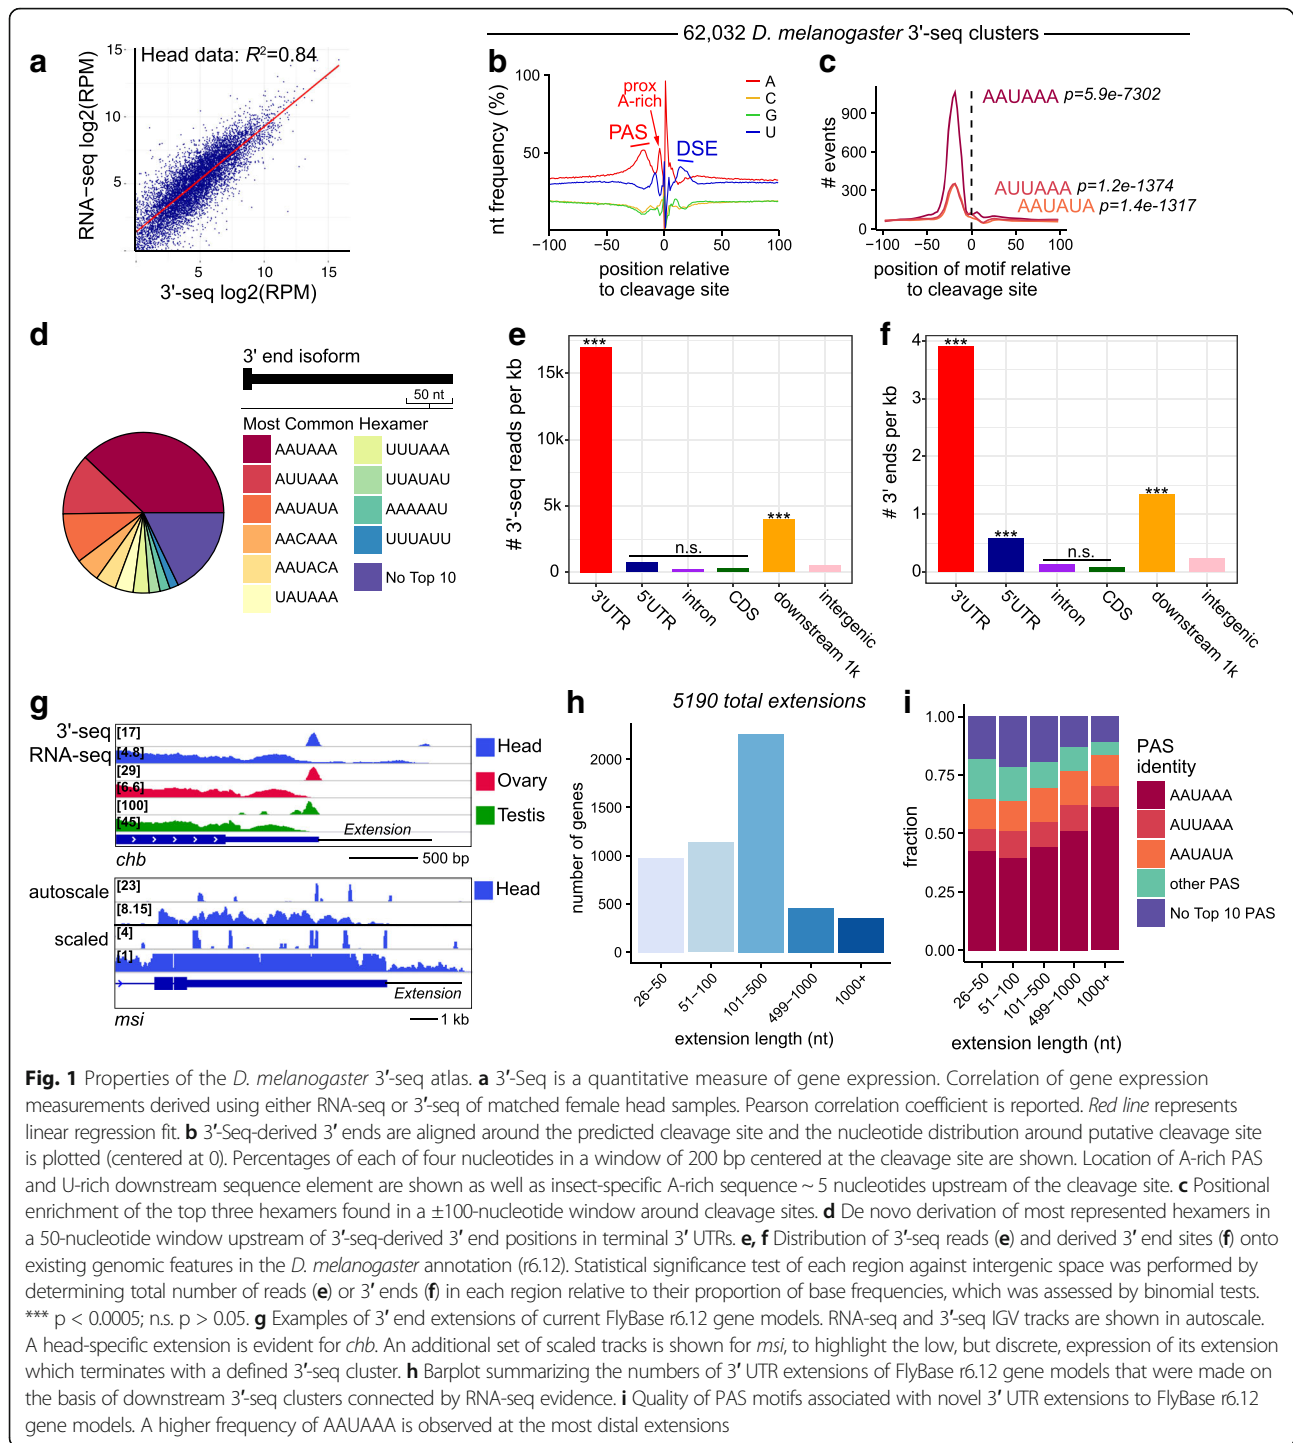 62,032 D. melanogaster 3'-seq clusters
a
Head data: R²=0.84
RNA−seq log2(RPM)
15
10
5
5
10
15
3'-seq log2(RPM)
b
nt frequency (%)
100
50
prox
A-rich
PAS
DSE
A
C
G
U
−100
−50
0
50
100
position relative
to cleavage site
c
# events
900
600
300
0
AAUAAA p=5.9e-7302
AUUAAA p=1.2e-1374
AAUAUA p=1.4e-1317
−100
−50
0
50
100
position of motif relative
to cleavage site
d
3' end isoform
50 nt
Most Common Hexamer
AAUAAA
AUUAAA
AAUAUA
AACAAA
AAUACA
UAUAAA
UUUAAA
UUAUAU
AAAAAU
UUUAUU
No Top 10
e
# 3'-seq reads per kb
15k
10k
5k
0
***
n.s.
***
3'UTR
5'UTR
intron
CDS
downstream 1k
intergenic
f
# 3' ends per kb
4
3
2
1
0
***
***
n.s.
***
3'UTR
5'UTR
intron
CDS
downstream 1k
intergenic
g
3'-seq
RNA-seq
[17]
[4.8]
[29]
[6.6]
[100]
[45]
Head
Ovary
Testis
Extension
chb
500 bp
autoscale
[23]
[8.15]
scaled
[4]
[1]
Head
Extension
msi
1 kb
h
5190 total extensions
number of genes
2000
1500
1000
500
0
26−50
51−100
101−500
499−1000
1000+
extension length (nt)
i
fraction
1.00
0.75
0.50
0.25
0.00
26−50
51−100
101−500
499−1000
1000+
extension length (nt)
PAS
identity
AAUAAA
AUUAAA
AAUAUA
other PAS
No Top 10 PAS
Fig. 1 Properties of the D. melanogaster 3′-seq atlas. a 3′-Seq is a quantitative measure of gene expression. Correlation of gene expression
measurements derived using either RNA-seq or 3′-seq of matched female head samples. Pearson correlation coefficient is reported. Red line represents
linear regression fit. b 3′-Seq-derived 3′ ends are aligned around the predicted cleavage site and the nucleotide distribution around putative cleavage site
is plotted (centered at 0). Percentages of each of four nucleotides in a window of 200 bp centered at the cleavage site are shown. Location of A-rich PAS
and U-rich downstream sequence element are shown as well as insect-specific A-rich sequence ~ 5 nucleotides upstream of the cleavage site. c Positional
enrichment of the top three hexamers found in a ±100-nucleotide window around cleavage sites. d De novo derivation of most represented hexamers in
a 50-nucleotide window upstream of 3′-seq-derived 3′ end positions in terminal 3′ UTRs. e, f Distribution of 3′-seq reads (e) and derived 3′ end sites (f) onto
existing genomic features in the D. melanogaster annotation (r6.12). Statistical significance test of each region against intergenic space was performed by
determining total number of reads (e) or 3′ ends (f) in each region relative to their proportion of base frequencies, which was assessed by binomial tests.
*** p < 0.0005; n.s. p > 0.05. g Examples of 3′ end extensions of current FlyBase r6.12 gene models. RNA-seq and 3′-seq IGV tracks are shown in autoscale.
A head-specific extension is evident for chb. An additional set of scaled tracks is shown for msi, to highlight the low, but discrete, expression of its extension
which terminates with a defined 3′-seq cluster. h Barplot summarizing the numbers of 3′ UTR extensions of FlyBase r6.12 gene models that were made on
the basis of downstream 3′-seq clusters connected by RNA-seq evidence. i Quality of PAS motifs associated with novel 3′ UTR extensions to FlyBase r6.12
gene models. A higher frequency of AAUAAA is observed at the most distal extensions